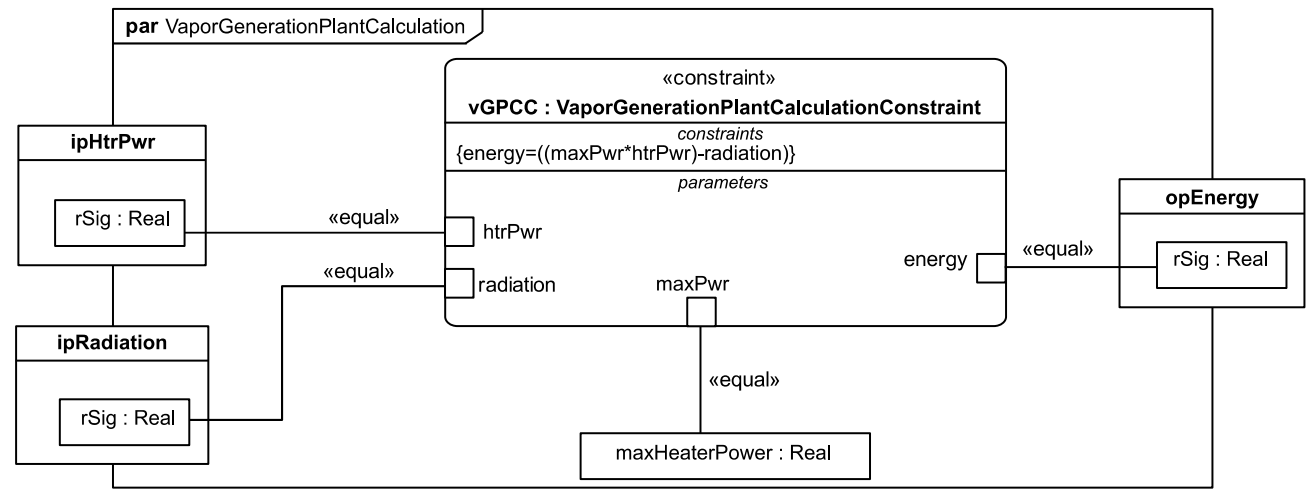 par VaporGenerationPlantCalculation
«constraint»
vGPCC : VaporGenerationPlantCalculationConstraint
constraints
{energy=((maxPwr*htrPwr)-radiation)}
parameters
ipHtrPwr
rSig : Real
«equal»
htrPwr
«equal»
radiation
maxPwr
energy
«equal»
opEnergy
rSig : Real
ipRadiation
rSig : Real
«equal»
maxHeaterPower : Real